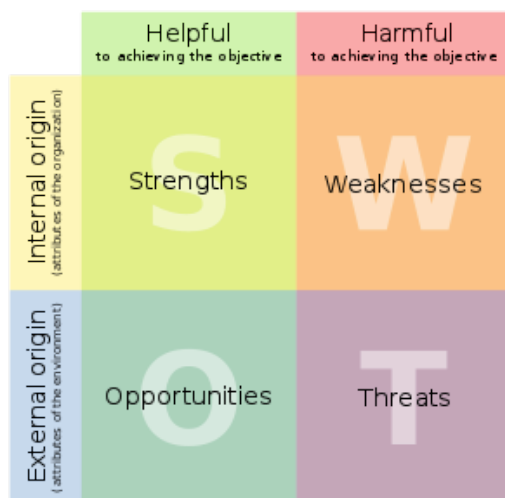 Helpful
to achieving the objective
Harmful
to achieving the objective
Internal origin
(attributes of the organization)
S
Strengths
W
Weaknesses
External origin
(attributes of the environment)
O
Opportunities
T
Threats